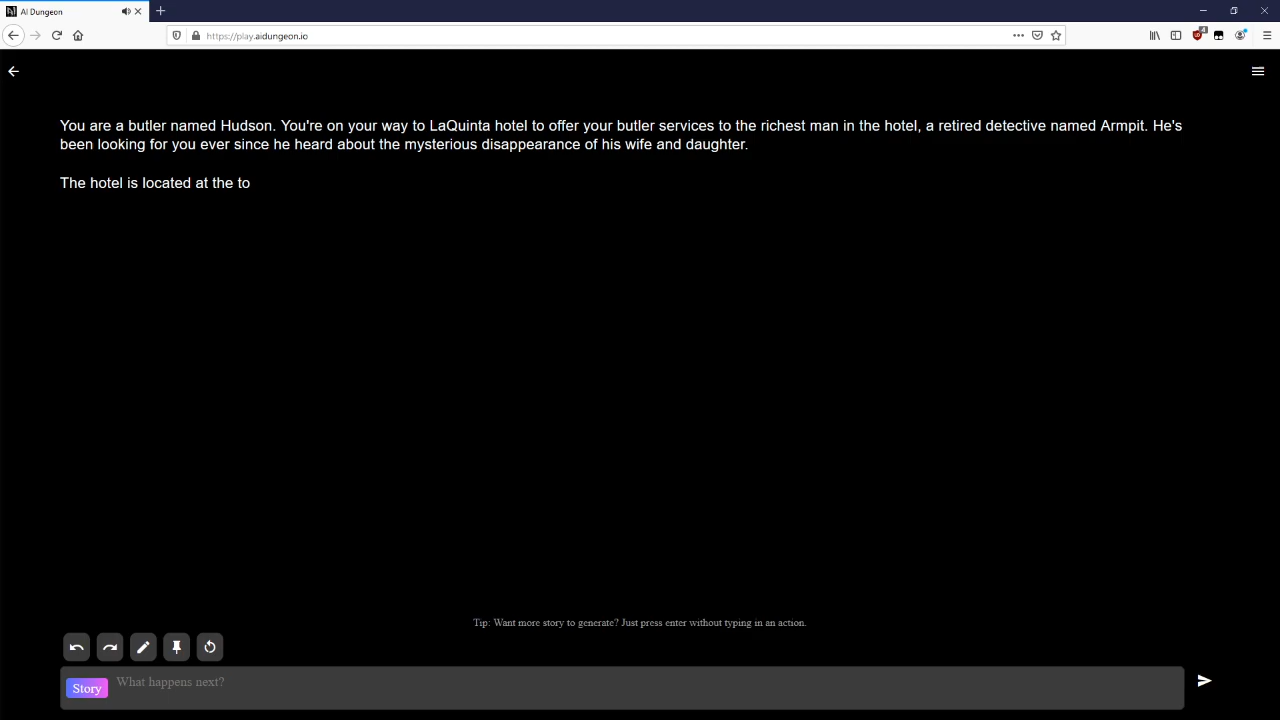 AI Dungeon
https://play.aidungeon.io
You are a butler named Hudson. You're on your way to LaQuinta hotel to offer your butler services to the richest man in the hotel, a retired detective named Armpit. He's
been looking for you ever since he heard about the mysterious disappearance of his wife and daughter.
The hotel is located at the to
Tip: Want more story to generate? Just press enter without typing in an action.
Story What happens next?